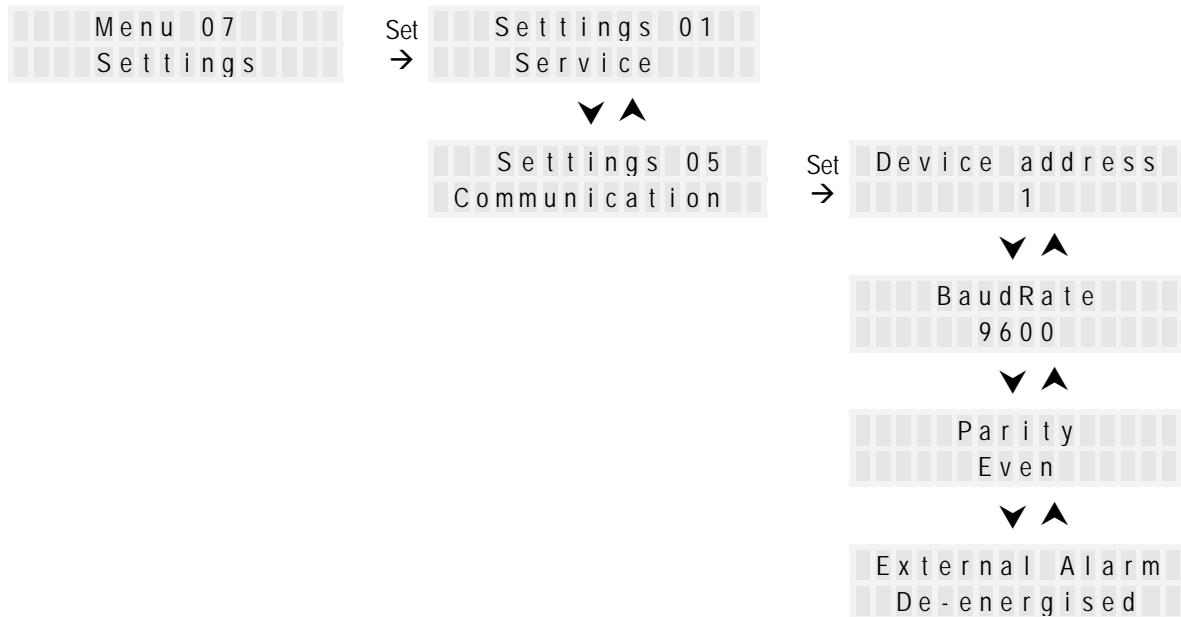 Menu 07
Settings
Set
→
Settings 01
Service
Settings 05
Communication
Set
→
Device address
1
BaudRate
9600
Parity
Even
External Alarm
De-energised